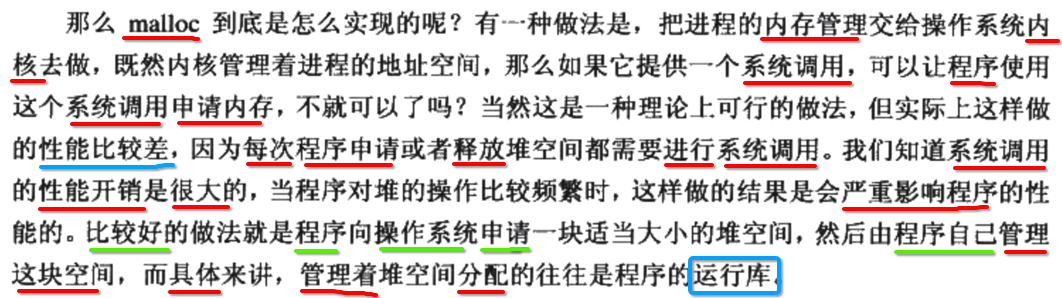 那么 malloc 到底是怎么实现的呢？有一种做法是，把进程的内存管理交给操作系统内
核去做，既然内核管理着进程的地址空间，那么如果它提供一个系统调用，可以让程序使用
这个系统调用申请内存，不就可以了吗？当然这是一种理论上可行的做法，但实际上这样做
的性能比较差，因为每次程序申请或者释放堆空间都需要进行系统调用。我们知道系统调用
的性能开销是很大的，当程序对堆的操作比较频繁时，这样做的结果是会严重影响程序的性
能的。比较好的做法就是程序向操作系统申请一块适当大小的堆空间，然后由程序自己管理
这块空间，而具体来讲，管理着堆空间分配的往往是程序的运行库。